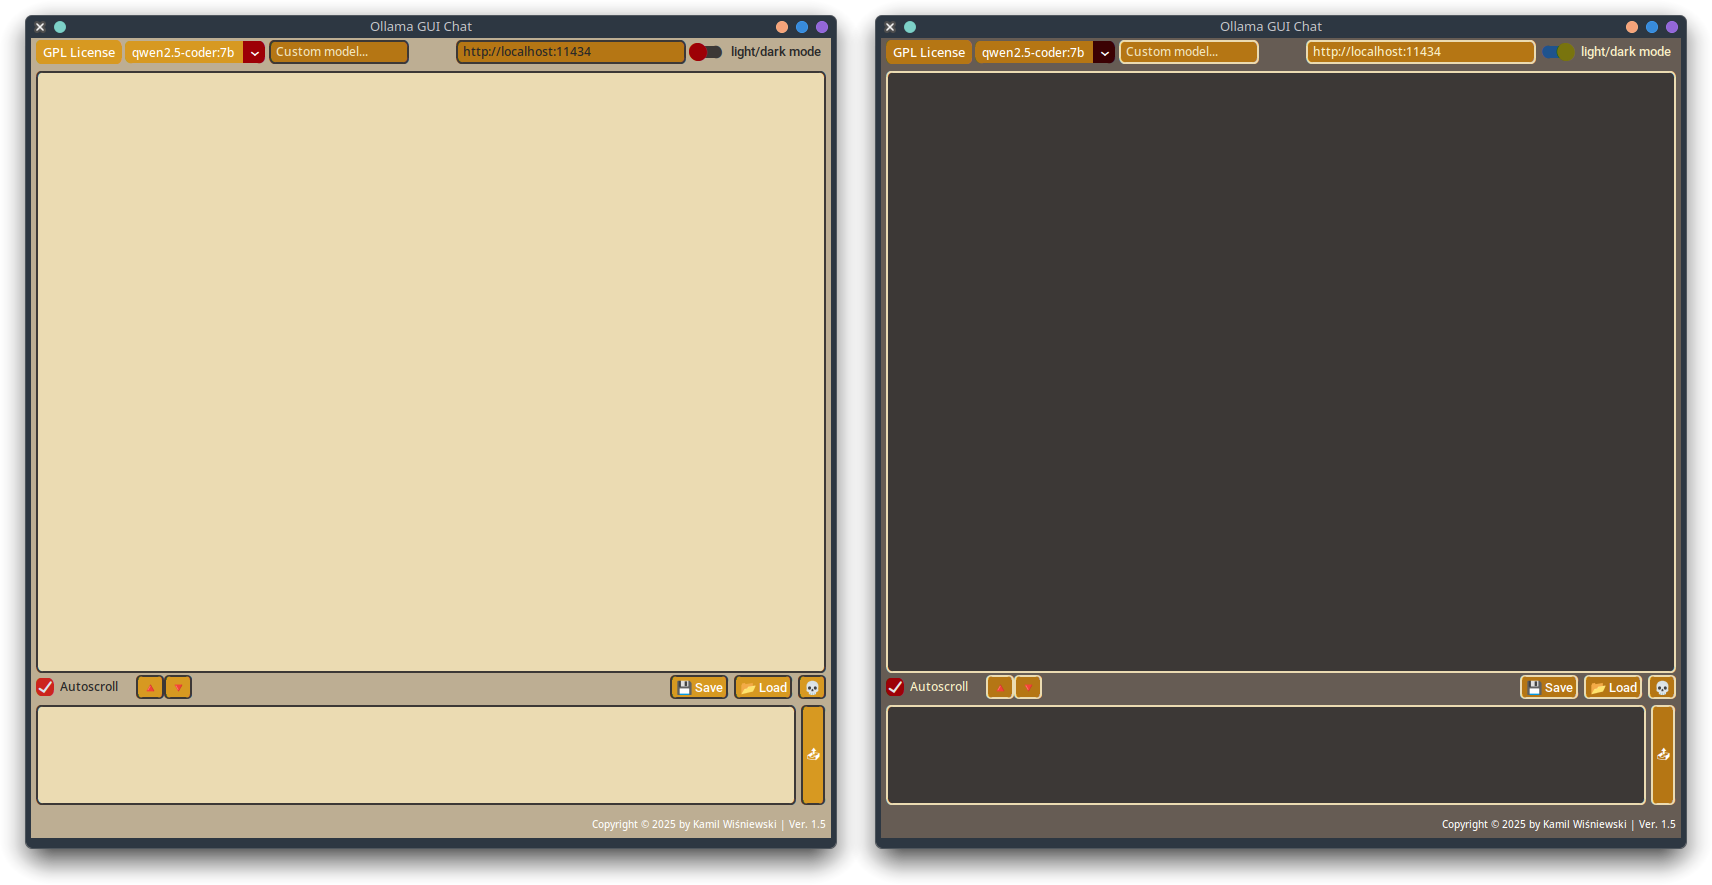 Ollama GUI Chat
GPL License qwen2.5-coder:7b Custom model... http://localhost:11434 light/dark mode
Autoscroll Save Load
Copyright © 2025 by Kamil Wiśniewski | Ver. 1.5
Ollama GUI Chat
GPL License qwen2.5-coder:7b Custom model... http://localhost:11434 light/dark mode
Autoscroll Save Load
Copyright © 2025 by Kamil Wiśniewski | Ver. 1.5